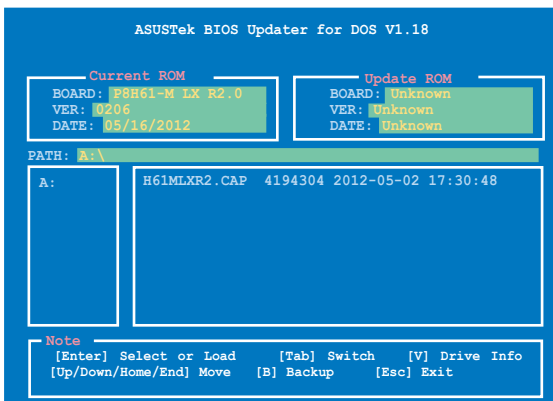 ASUSTek BIOS Updater for DOS V1.18
Current ROM
BOARD: P8H61-M LX R2.0
VER: 0206
DATE: 05/16/2012
Update ROM
BOARD: Unknown
VER: Unknown
DATE: Unknown
PATH: A:\
A:
H61MLXR2.CAP 4194304 2012-05-02 17:30:48
Note
[Enter] Select or Load [Tab] Switch [V] Drive Info
[Up/Down/Home/End] Move [B] Backup [Esc] Exit